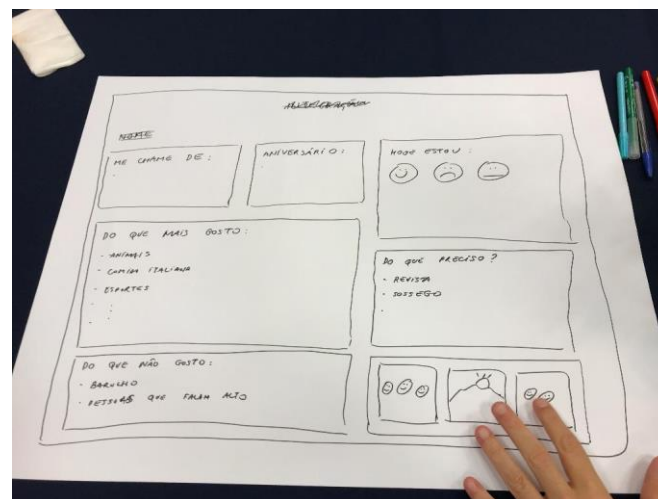 NOME
ME CHAME DE:
ANIVERSÁRIO:
HOJE ESTOU:
DO QUE MAIS GOSTO:
- ANIMAIS
- COMIDA ITALIANA
- ESPORTES
DO QUE PRECISO?
- REVISTA
- SOSSEGO
DO QUE NÃO GOSTO:
- BARULHO
- PESSOAS QUE FALAM ALTO